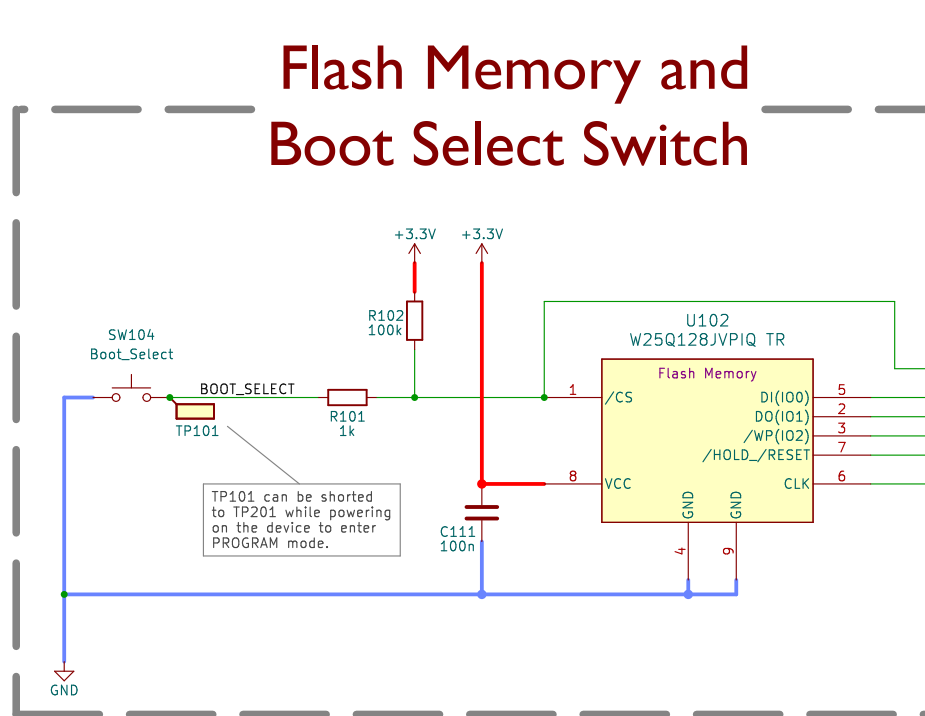 Flash Memory and
Boot Select Switch
+3.3V
+3.3V
R102
100k
SW104
Boot_Select
BOOT_SELECT
R101
1k
TP101
TP101 can be shorted
to TP201 while powering
on the device to enter
PROGRAM mode.
C111
100n
GND
U102
W25Q128JVPIQ TR
Flash Memory
1
/CS
8
VCC
DI(IO0)
5
DO(IO1)
2
/WP(IO2)
3
/HOLD_/RESET
7
CLK
6
GND
4
GND
9